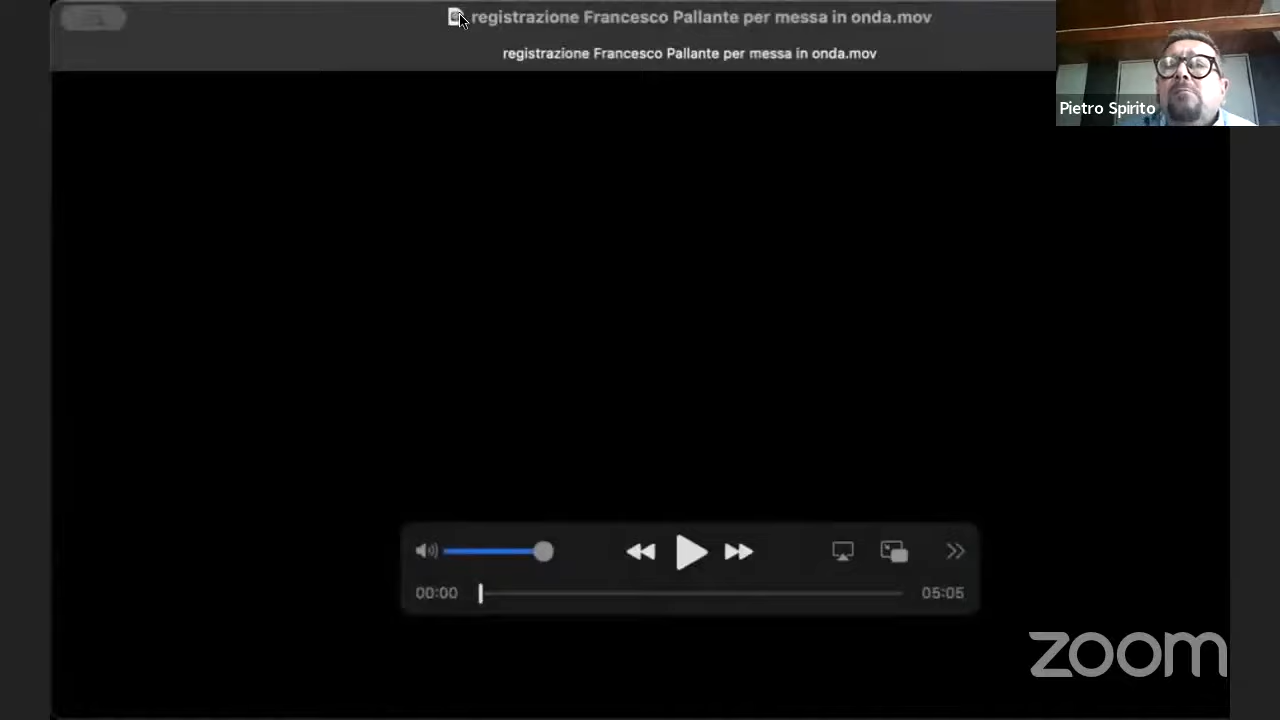 registrazione Francesco Pallante per messa in onda.mov
registrazione Francesco Pallante per messa in onda.mov
Pietro Spirito
00:00
05:05
zoom